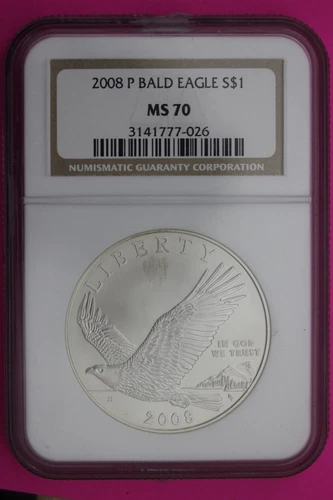 2008 P BALD EAGLE S$1
MS 70
3141777-026
NUMISMATIC GUARANTY CORPORATION
LIBERTY
IN GOD
WE TRUST
2008